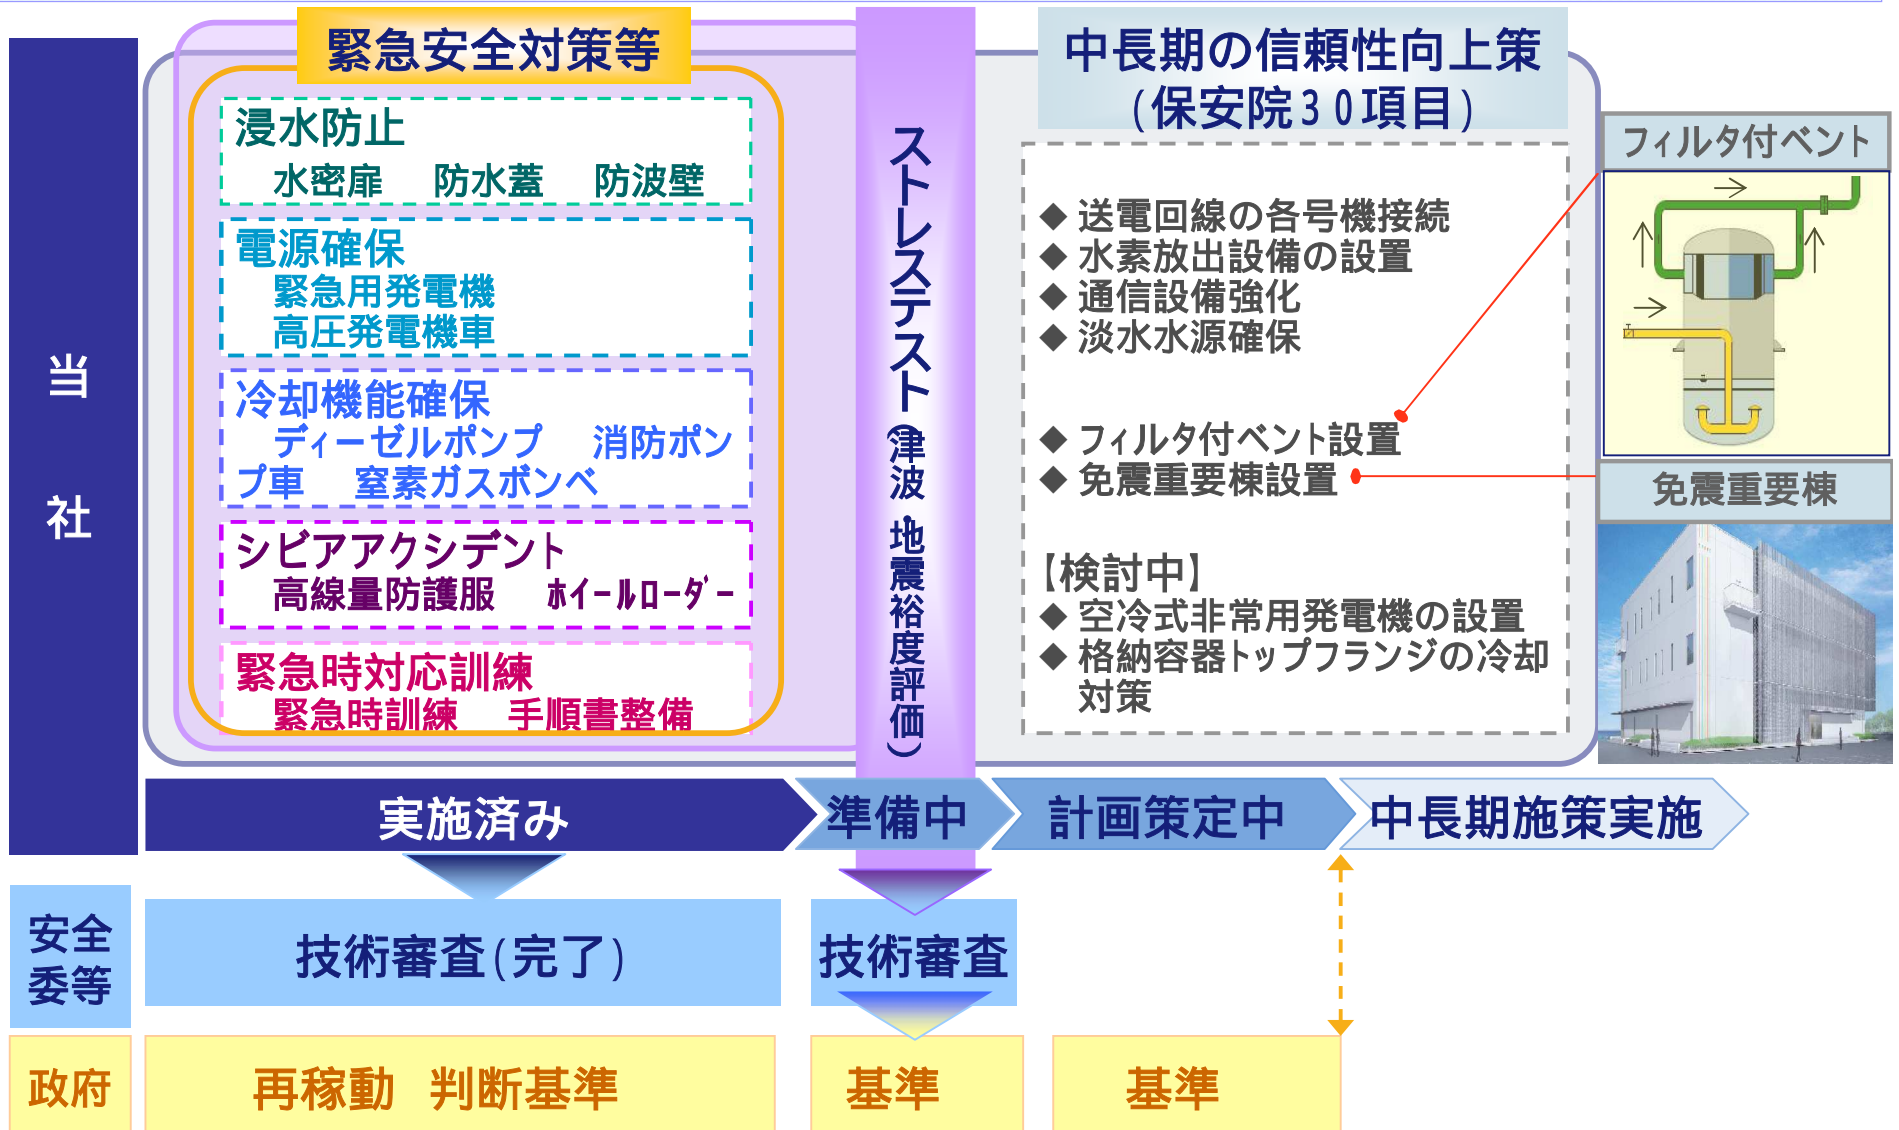 緊急安全対策等
浸水防止
水密扉 防水蓋 防波壁
電源確保
緊急用発電機
高圧発電機車
冷却機能確保
ディーゼルポンプ 消防ポン
プ車 窒素ガスボンベ
シビアアクシデント
高線量防護服 ﾎｲｰﾙﾛｰﾀﾞｰ
緊急時対応訓練
緊急時訓練 手順書整備
ストレステスト(津波・地震裕度評価)
中長期の信頼性向上策
(保安院30項目)
◆ 送電回線の各号機接続
◆ 水素放出設備の設置
◆ 通信設備強化
◆ 淡水水源確保
◆ フィルタ付ベント設置
◆ 免震重要棟設置
【検討中】
◆ 空冷式非常用発電機の設置
◆ 格納容器トップフランジの冷却
対策
フィルタ付ベント
免震重要棟
当社
実施済み
準備中
計画策定中
中長期施策実施
安全
委等
技術審査(完了)
技術審査
政府
再稼動 判断基準
基準
基準